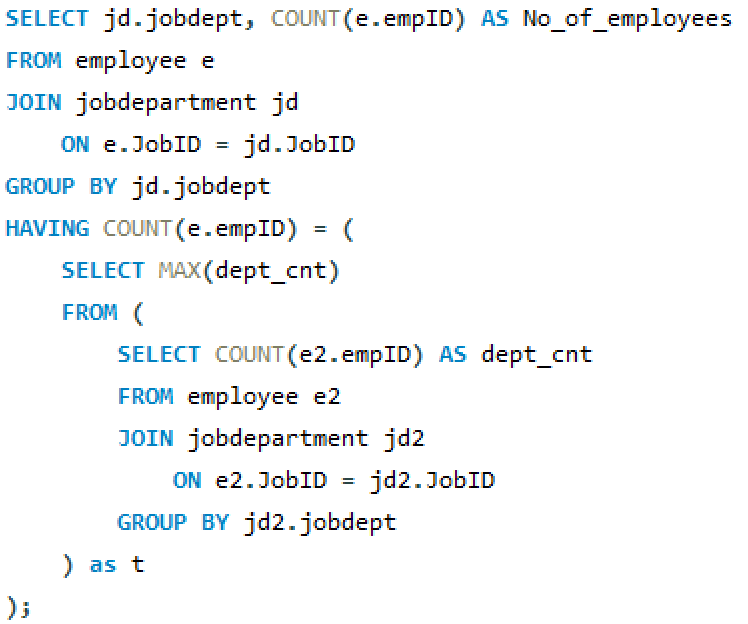 SELECT jd.jobdept, COUNT(e.empID) AS No_of_employees
FROM employee e
JOIN jobdepartment jd
    ON e.JobID = jd.JobID
GROUP BY jd.jobdept
HAVING COUNT(e.empID) = (
    SELECT MAX(dept_cnt)
    FROM (
        SELECT COUNT(e2.empID) AS dept_cnt
        FROM employee e2
        JOIN jobdepartment jd2
            ON e2.JobID = jd2.JobID
        GROUP BY jd2.jobdept
    ) as t
);